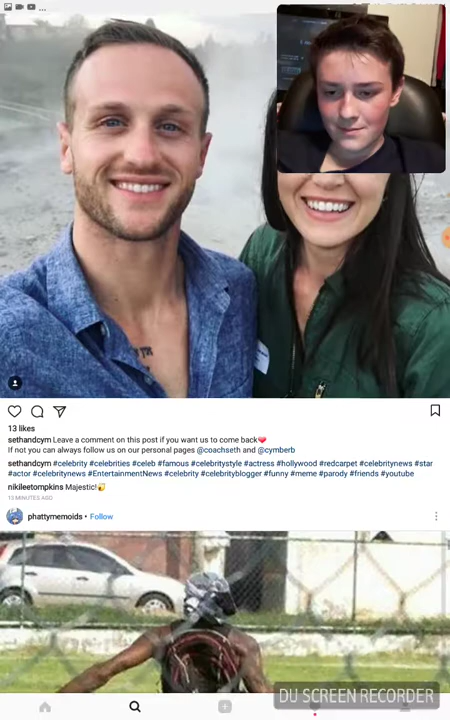 13 likes
sethandcym Leave a comment on this post if you want us to come back❤️
If not you can always follow us on our personal pages @coachseth and @cymberb
sethandcym #celebrity #celebrities #celeb #famous #celebritystyle #actress #hollywood #redcarpet #celebritynews #star
#actor #celebritynews #EntertainmentNews #celebrity #celebrityblogger #funny #meme #parody #friends #youtube
nikileetompkins Majestic!
13 MINUTES AGO
phattymemoids • Follow
DU SCREEN RECORDER